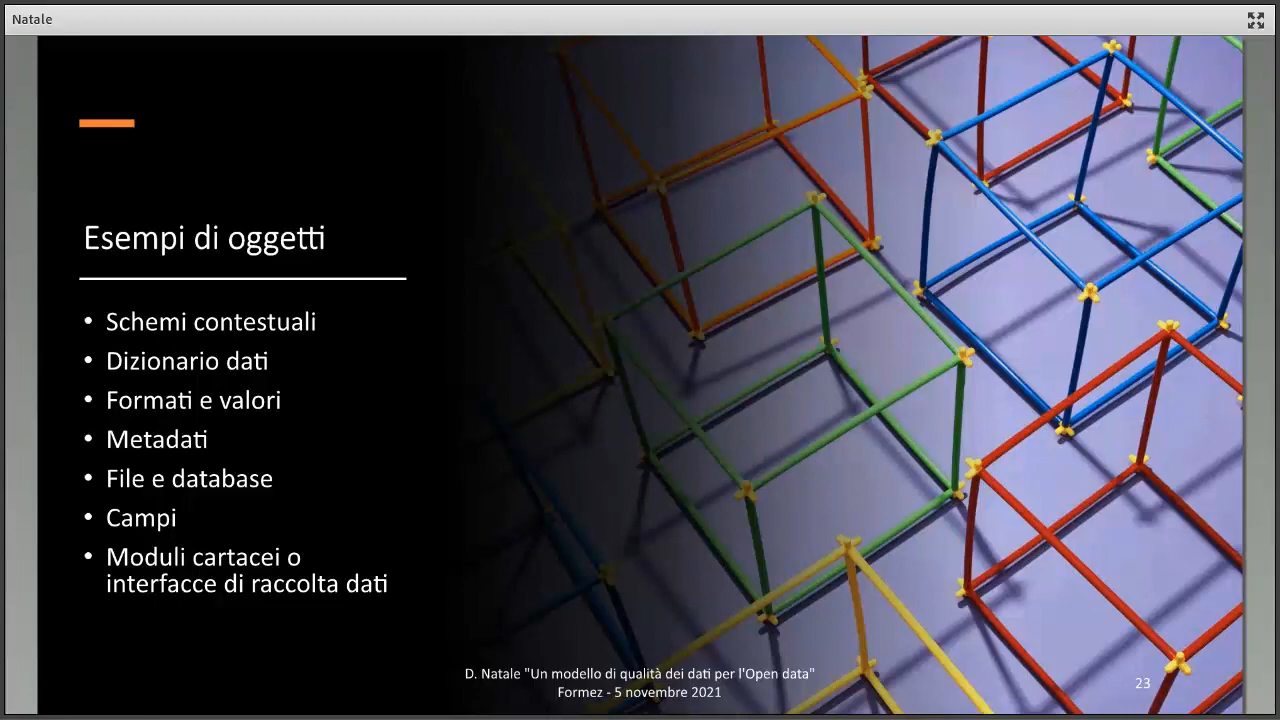 Natale
Esempi di oggetti
• Schemi contestuali
• Dizionario dati
• Formati e valori
• Metadati
• File e database
• Campi
• Moduli cartacei o
interfacce di raccolta dati
D. Natale "Un modello di qualità dei dati per l'Open data"
Formez - 5 novembre 2021
23